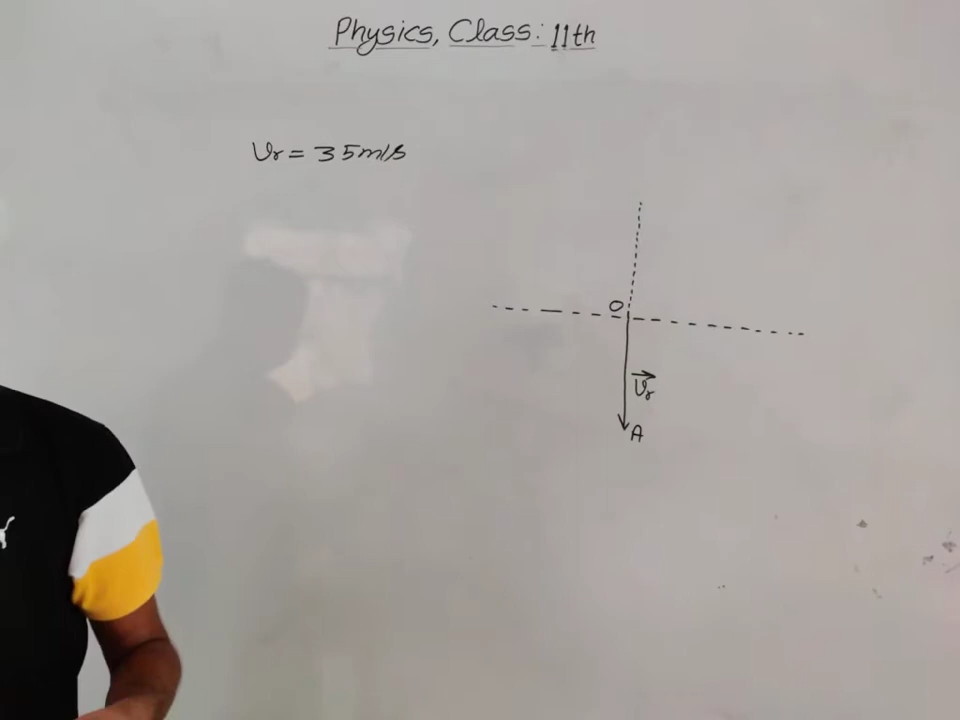 Physics, Class: 11th
vr = 35m/s
O
vr
A